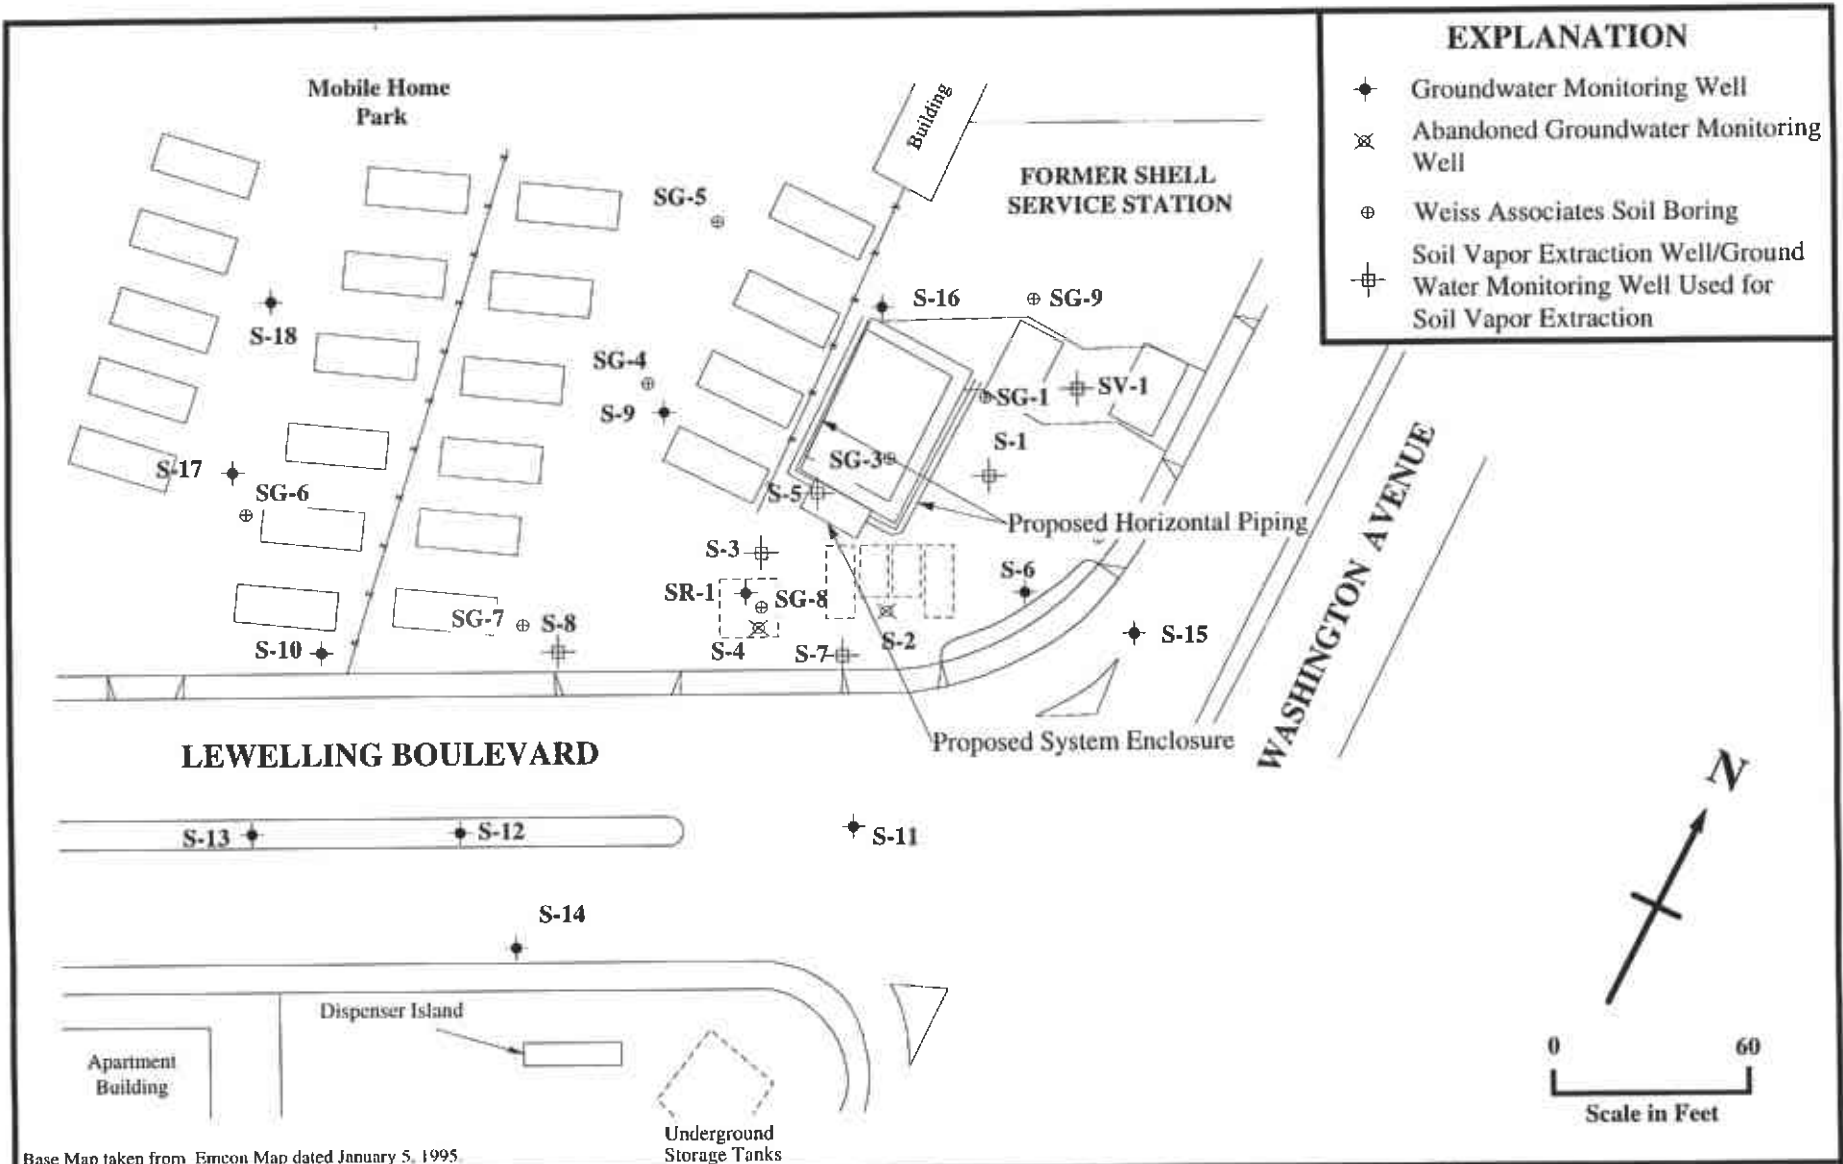 EXPLANATION
Groundwater Monitoring Well
Abandoned Groundwater Monitoring
Well
Weiss Associates Soil Boring
Soil Vapor Extraction Well/Ground
Water Monitoring Well Used for
Soil Vapor Extraction
Mobile Home
Park
Building
FORMER SHELL
SERVICE STATION
SG-5
S-16
SG-9
S-18
SG-4
S-9
SG-1
SV-1
S-1
S-17
SG-3
SG-6
S-5
Proposed Horizontal Piping
S-3
S-6
SR-1
SG-8
SG-7
S-8
S-10
S-4
S-7
S-2
S-15
Proposed System Enclosure
LEWELLING BOULEVARD
WASHINGTON AVENUE
N
S-13
S-12
S-11
S-14
Dispenser Island
Apartment
Building
Underground
Storage Tanks
0 60
Scale in Feet
Base Map taken from Emcon Map dated January 5, 1995.